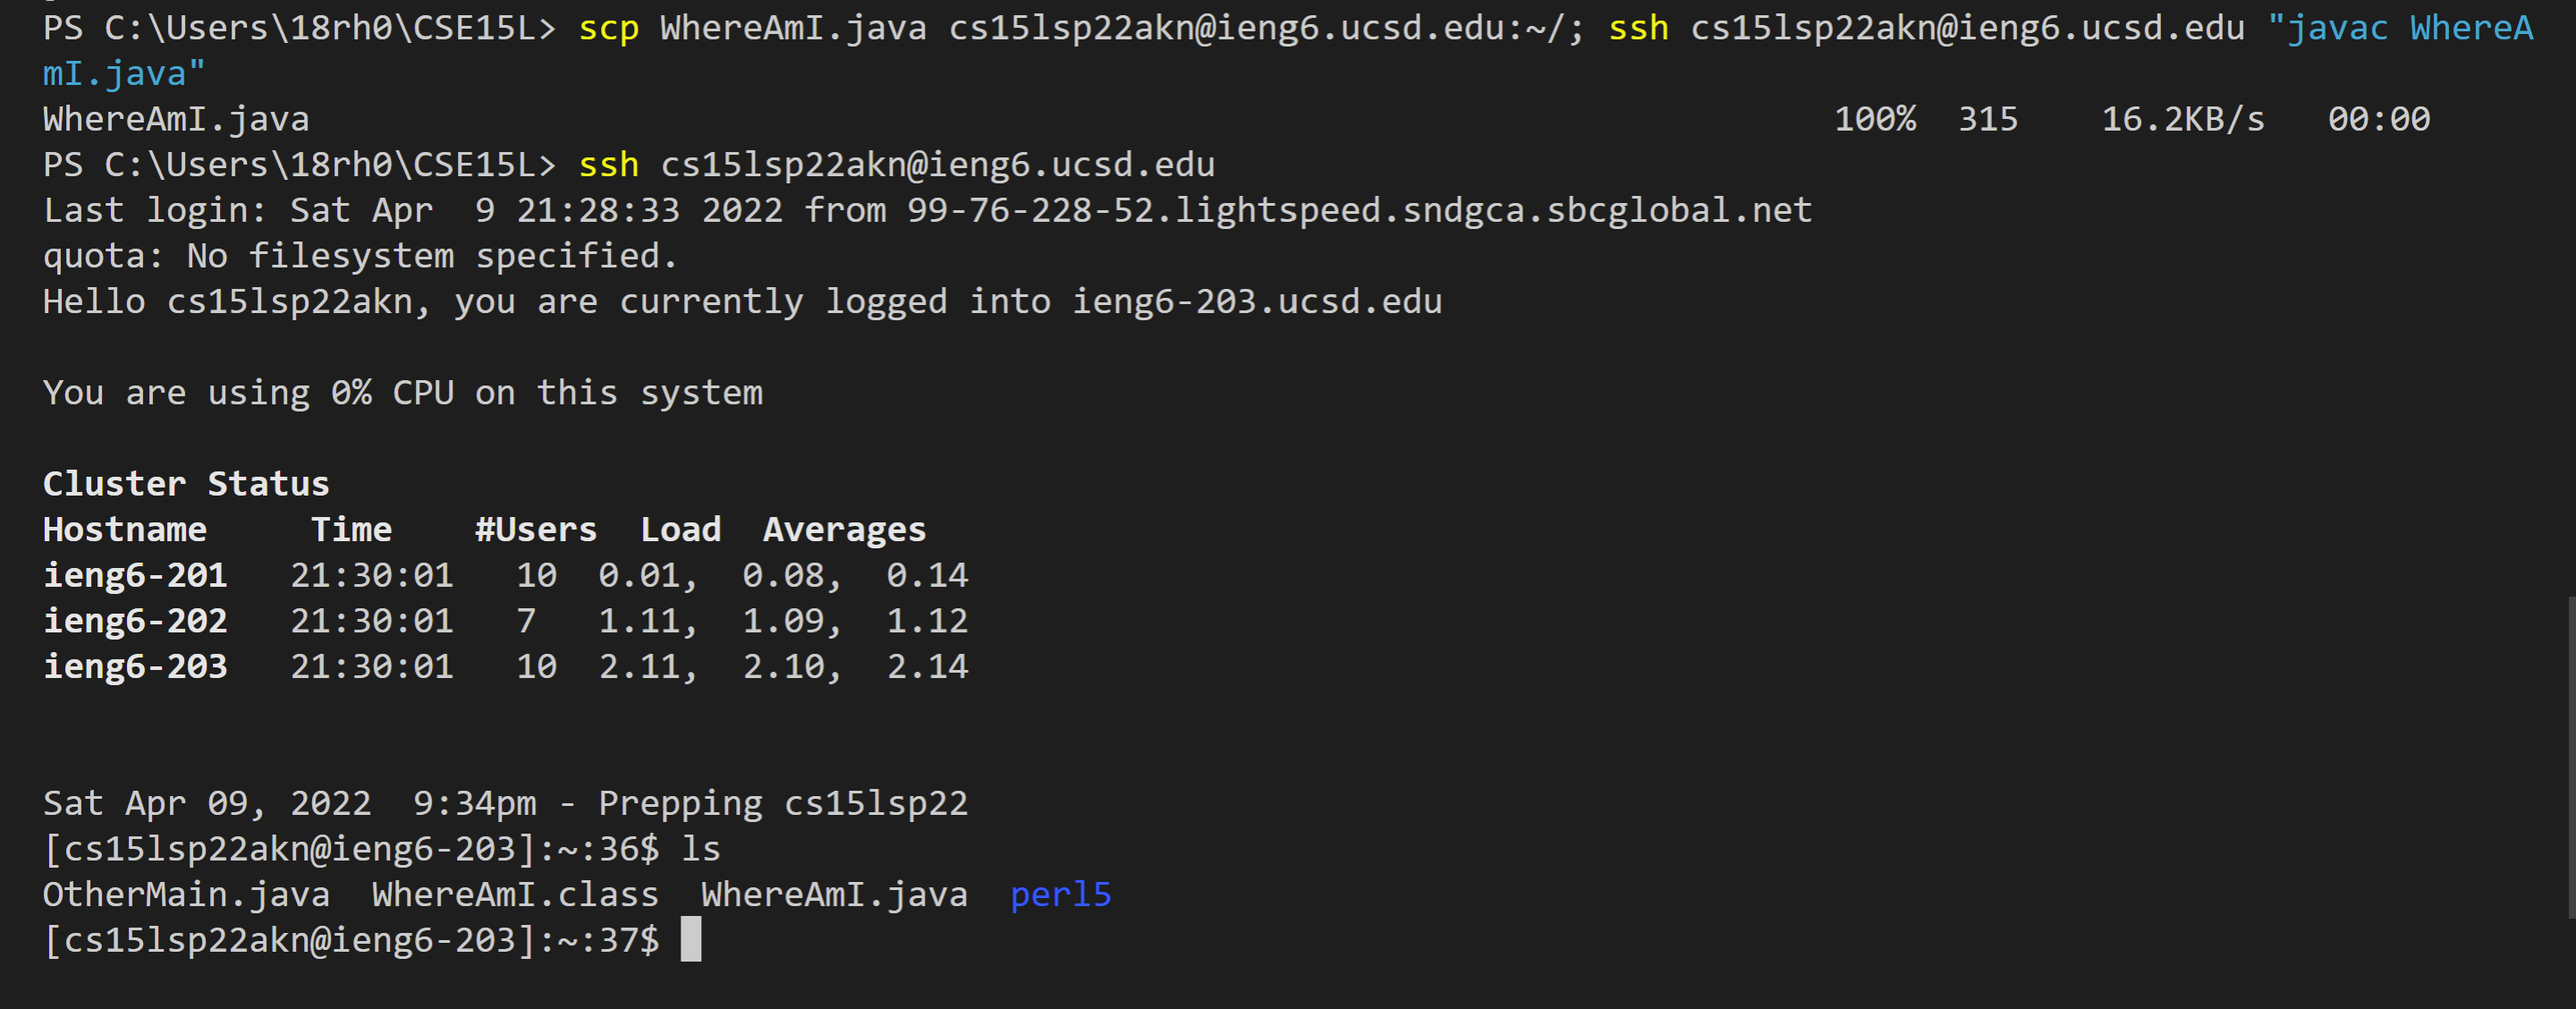 PS C:\Users\18rh0\CSE15L> scp WhereAmI.java cs15lsp22akn@ieng6.ucsd.edu:~/; ssh cs15lsp22akn@ieng6.ucsd.edu "javac WhereA
mI.java"
WhereAmI.java 100% 315 16.2KB/s 00:00
PS C:\Users\18rh0\CSE15L> ssh cs15lsp22akn@ieng6.ucsd.edu
Last login: Sat Apr  9 21:28:33 2022 from 99-76-228-52.lightspeed.sndgca.sbcglobal.net
quota: No filesystem specified.
Hello cs15lsp22akn, you are currently logged into ieng6-203.ucsd.edu
You are using 0% CPU on this system
Cluster Status
Hostname     Time    #Users  Load  Averages
ieng6-201   21:30:01   10  0.01,  0.08,  0.14
ieng6-202   21:30:01   7   1.11,  1.09,  1.12
ieng6-203   21:30:01   10  2.11,  2.10,  2.14
Sat Apr 09, 2022  9:34pm - Prepping cs15lsp22
[cs15lsp22akn@ieng6-203]:~:36$ ls
OtherMain.java  WhereAmI.class  WhereAmI.java  perl5
[cs15lsp22akn@ieng6-203]:~:37$